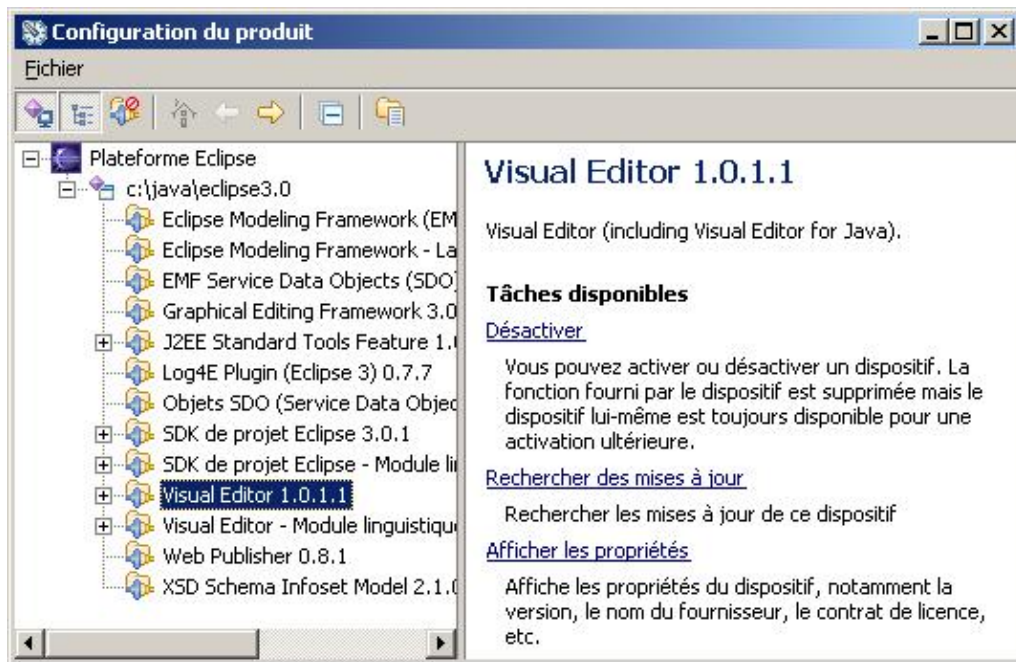 Configuration du produit
Fichier
Plateforme Eclipse
c:\java\eclipse3.0
Eclipse Modeling Framework (EM
Eclipse Modeling Framework - La
EMF Service Data Objects (SDO)
Graphical Editing Framework 3.0
J2EE Standard Tools Feature 1.
Log4E Plugin (Eclipse 3) 0.7.7
Objets SDO (Service Data Objec
SDK de projet Eclipse 3.0.1
SDK de projet Eclipse - Module li
Visual Editor 1.0.1.1
Visual Editor - Module linguistiqu
Web Publisher 0.8.1
XSD Schema Infoset Model 2.1.0
Visual Editor 1.0.1.1
Visual Editor (including Visual Editor for Java).
Tâches disponibles
Désactiver
Vous pouvez activer ou désactiver un dispositif. La
fonction fourni par le dispositif est supprimée mais le
dispositif lui-même est toujours disponible pour une
activation ultérieure.
Rechercher des mises à jour
Rechercher les mises à jour de ce dispositif
Afficher les propriétés
Affiche les propriétés du dispositif, notamment la
version, le nom du fournisseur, le contrat de licence,
etc.